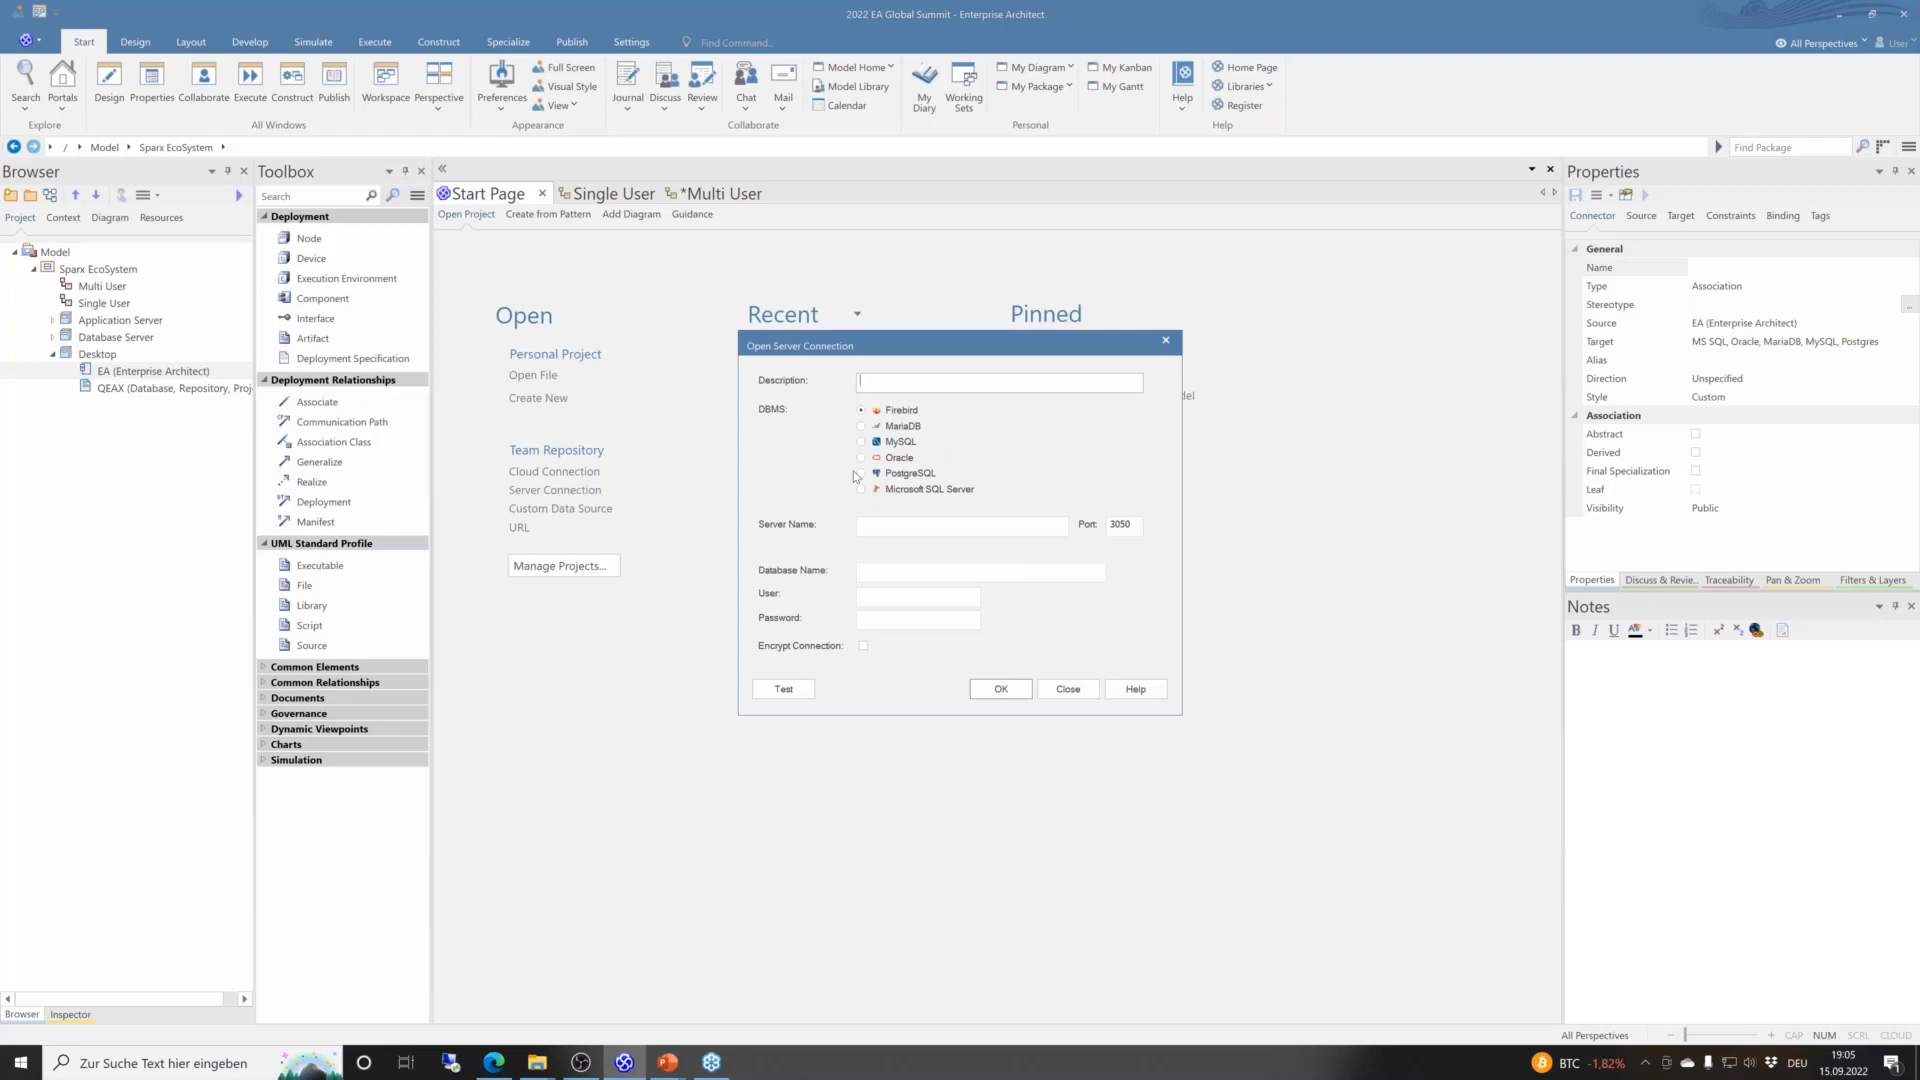 2022 EA Global Summit - Enterprise Architect
Start Design Layout Develop Simulate Execute Construct Specialize Publish Settings Find Command... All Perspectives User
Search Portals
Explore
Design Properties Collaborate Execute Construct Publish Workspace Perspective
All Windows
Preferences Full Screen Visual Style View
Appearance
Journal Discuss Review Chat Mail Model Home Model Library Calendar
Collaborate
My Diary Working Sets My Diagram My Package My Kanban My Gantt
Personal
Help Home Page Libraries Register
Help
/ Model Sparx EcoSystem Find Package
Browser
Project Context Diagram Resources
Model
Sparx EcoSystem
Multi User
Single User
Application Server
Database Server
Desktop
EA (Enterprise Architect)
QEAX (Database, Repository, Proj
Browser Inspector
Toolbox
Search
Deployment
Node
Device
Execution Environment
Component
Interface
Artifact
Deployment Specification
Deployment Relationships
Associate
Communication Path
Association Class
Generalize
Realize
Deployment
Manifest
UML Standard Profile
Executable
File
Library
Script
Source
Common Elements
Common Relationships
Documents
Governance
Dynamic Viewpoints
Charts
Simulation
Start Page Single User *Multi User
Open Project Create from Pattern Add Diagram Guidance
Open Recent Pinned
Personal Project
Open File
Create New
Team Repository
Cloud Connection
Server Connection
Custom Data Source
URL
Manage Projects...
del
Open Server Connection
Description:
DBMS:
Firebird
MariaDB
MySQL
Oracle
PostgreSQL
Microsoft SQL Server
Server Name: Port: 3050
Database Name:
User:
Password:
Encrypt Connection:
Test OK Close Help
Properties
Connector Source Target Constraints Binding Tags
General
Name
Type Association
Stereotype ...
Source EA (Enterprise Architect)
Target MS SQL, Oracle, MariaDB, MySQL, Postgres
Alias
Direction Unspecified
Style Custom
Association
Abstract
Derived
Final Specialization
Leaf
Visibility Public
Properties Discuss & Revie... Traceability Pan & Zoom Filters & Layers
Notes
B I U
All Perspectives CAP NUM SCRL CLOUD
Zur Suche Text hier eingeben
BTC -1,82% DEU 19:05
15.09.2022